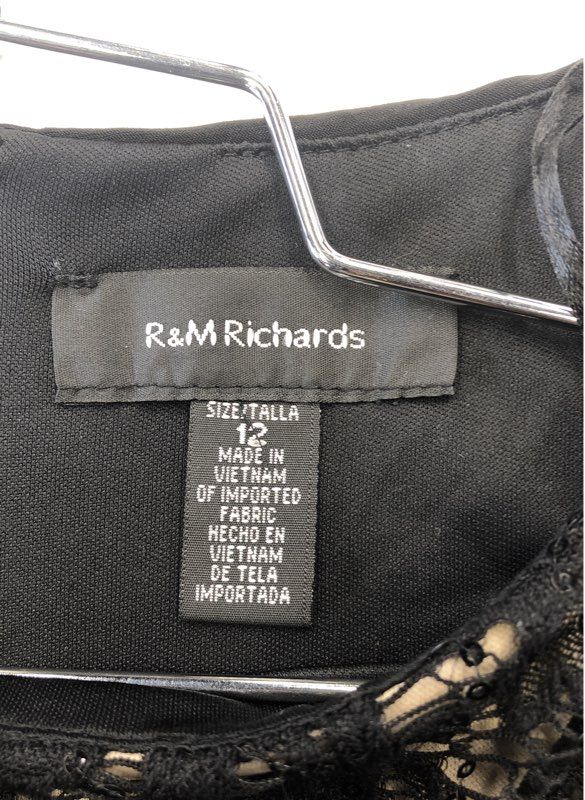 R&M Richards
SIZE/TALLA
12
MADE IN
VIETNAM
OF IMPORTED
FABRIC
HECHO EN
VIETNAM
DE TELA
IMPORTADA